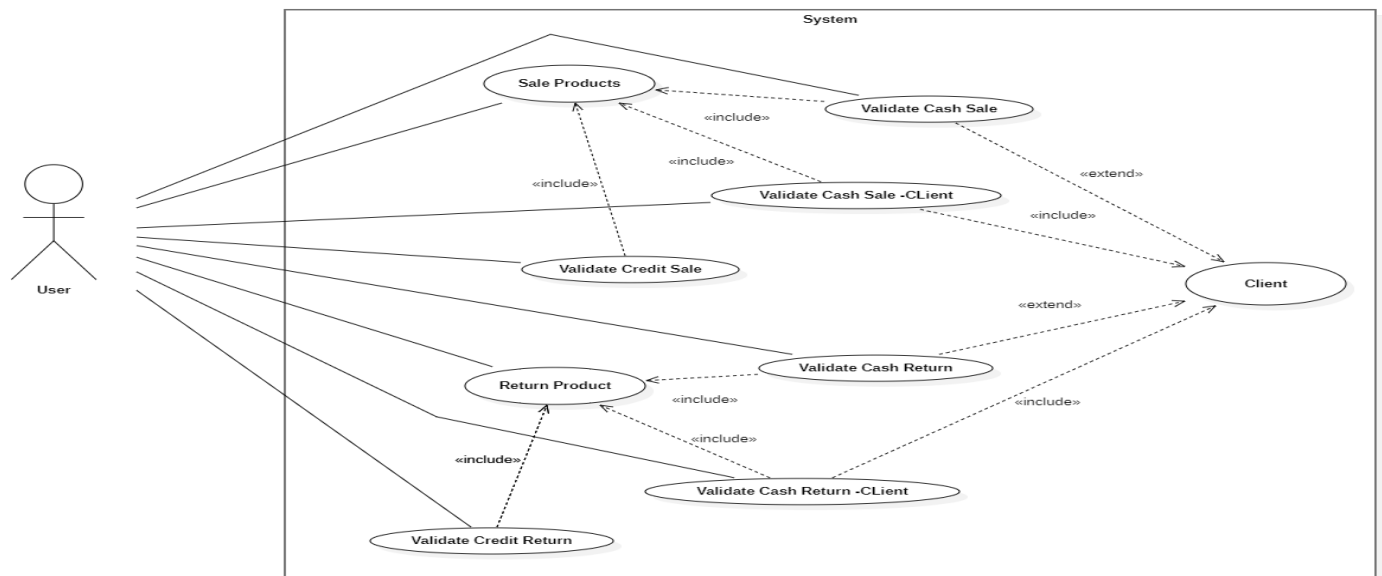 System
Sale Products
Validate Cash Sale
«include»
«include»
«extend»
«include»
Validate Cash Sale -CLient
«include»
Validate Credit Sale
Client
User
«extend»
Validate Cash Return
Return Product
«include»
«include»
«include»
«include»
Validate Cash Return -CLient
Validate Credit Return